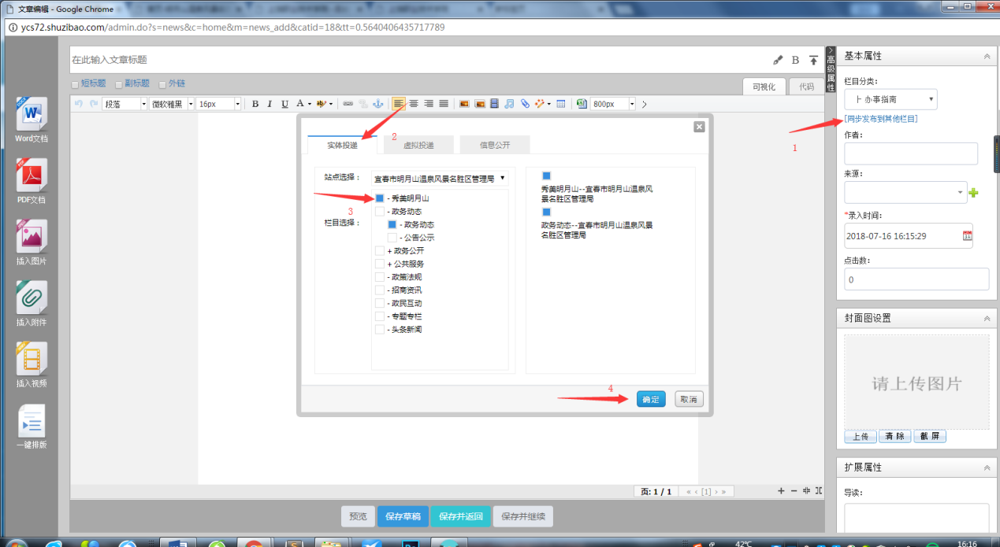 文章编辑 - Google Chrome
ycs72.shuzibao.com/admin.do?s=news&c=home&m=news_add&catid=18&tt=0.5640406435717789
在此输入文章标题
B
短标题 副标题 外链
可视化 代码
段落 微软雅黑 16px B I U A ab 800px
Word文档
PDF文档
插入图片
插入附件
插入视频
一键排版
2
实体投递 虚拟投递 信息公开
站点选择： 宜春市明月山温泉风景名胜区管理局
栏目选择：
3
- 秀美明月山
- 政务动态
- 政务动态
- 公告公示
+ 政务公开
+ 公共服务
- 政策法规
- 招商资讯
- 政民互动
- 专题专栏
- 头条新闻
秀美明月山--宜春市明月山温泉风
景名胜区管理局
政务动态--宜春市明月山温泉风景
名胜区管理局
4
确定 取消
页: 1 / 1 « ‹ [1] › »
预览 保存草稿 保存并返回 保存并继续
高级属性
基本属性
栏目分类:
├ 办事指南
[同步发布到其他栏目]
1
作者:
来源:
*录入时间:
2018-07-16 16:15:29
点击数:
0
封面图设置
请上传图片
上传 清除 截屏
扩展属性
导读:
42℃
16:16